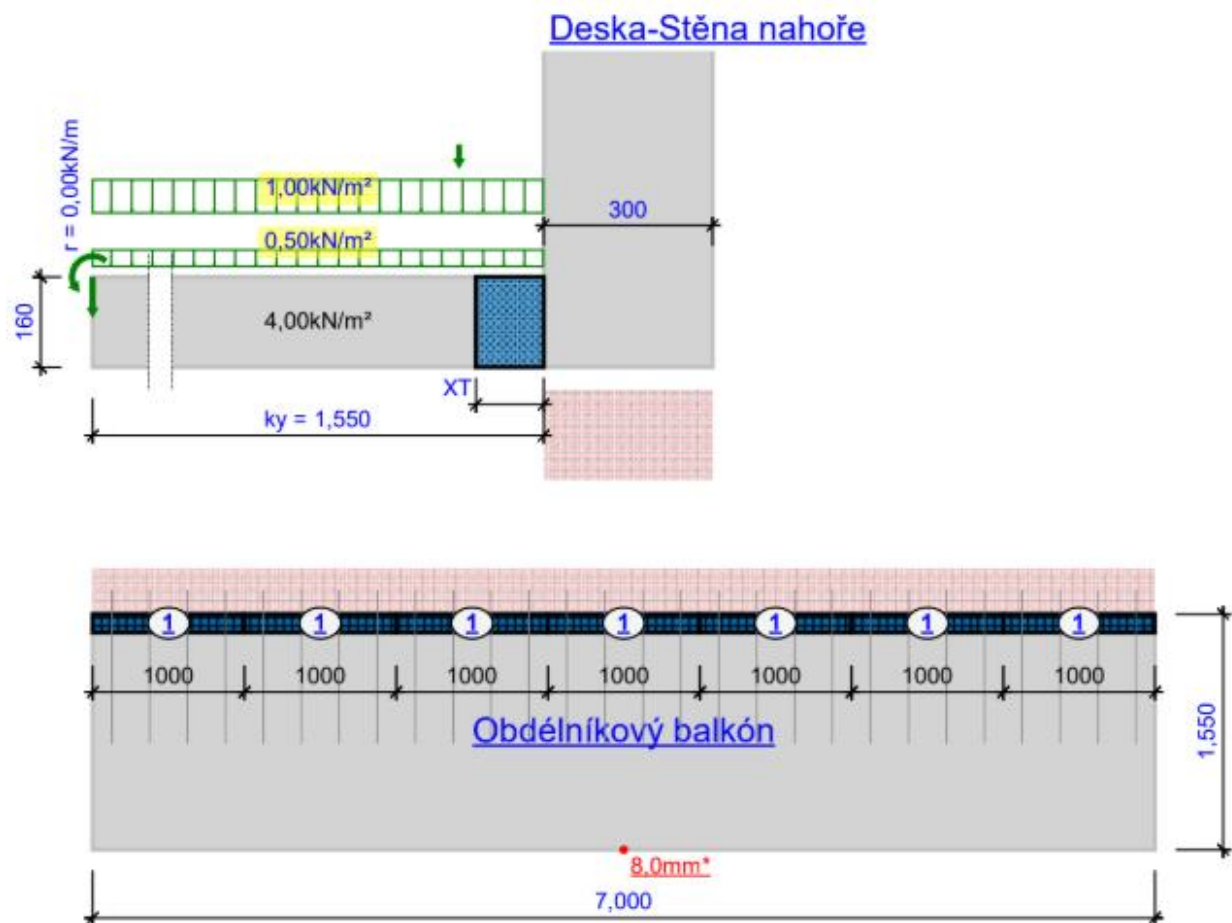 Deska-Stěna nahoře
r = 0,00kN/m
1,00kN/m²
300
0,50kN/m²
160
4,00kN/m²
XT
ky = 1,550
1 1 1 1 1 1 1
1000 1000 1000 1000 1000 1000 1000
Obdélníkový balkón
1,550
8,0mm*
7,000